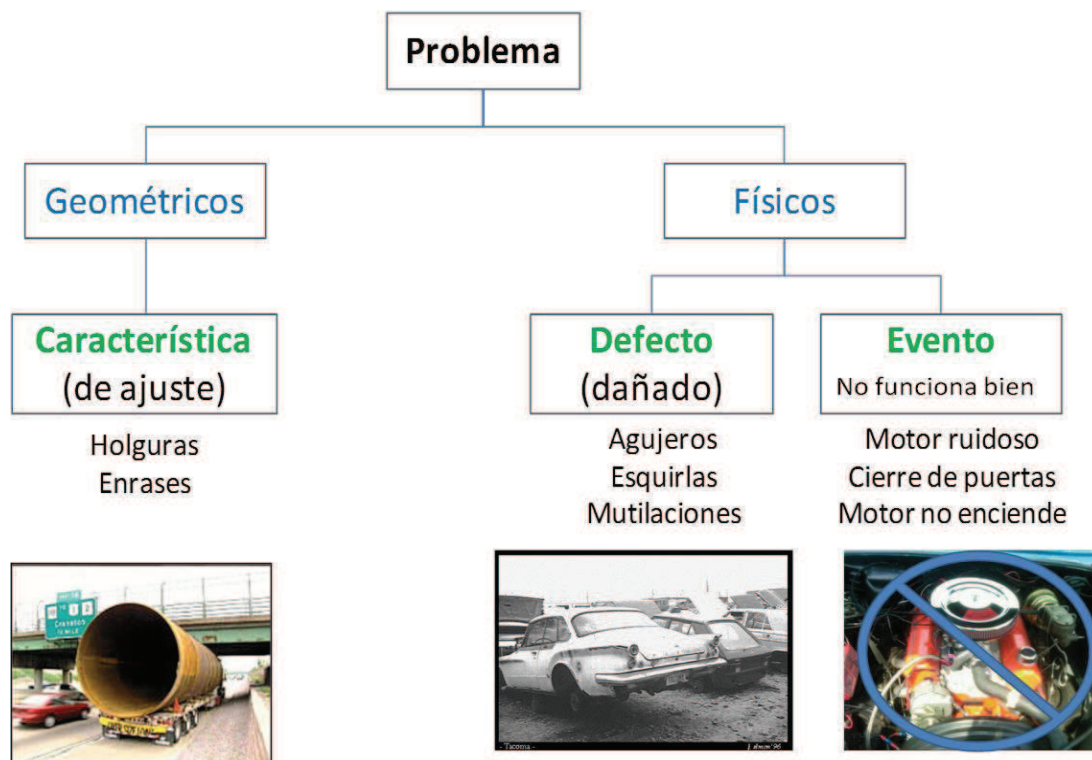 Problema
Geométricos
Físicos
Característica
(de ajuste)
Holguras
Enrases
Defecto
(dañado)
Agujeros
Esquirlas
Mutilaciones
Evento
No funciona bien
Motor ruidoso
Cierre de puertas
Motor no enciende
- Tacoma -